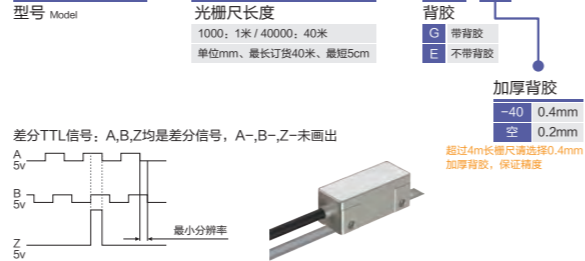 型号 Model
光栅尺长度
1000：1米 / 40000：40米
单位mm、最长订货40米、最短5cm
背胶
G 带背胶
E 不带背胶
加厚背胶
-40 0.4mm
空 0.2mm
超过4m长栅尺请选择0.4mm
加厚背胶，保证精度
差分TTL信号：A,B,Z均是差分信号，A-,B-,Z-未画出
A
5v
B
5v
最小分辨率
Z
5v